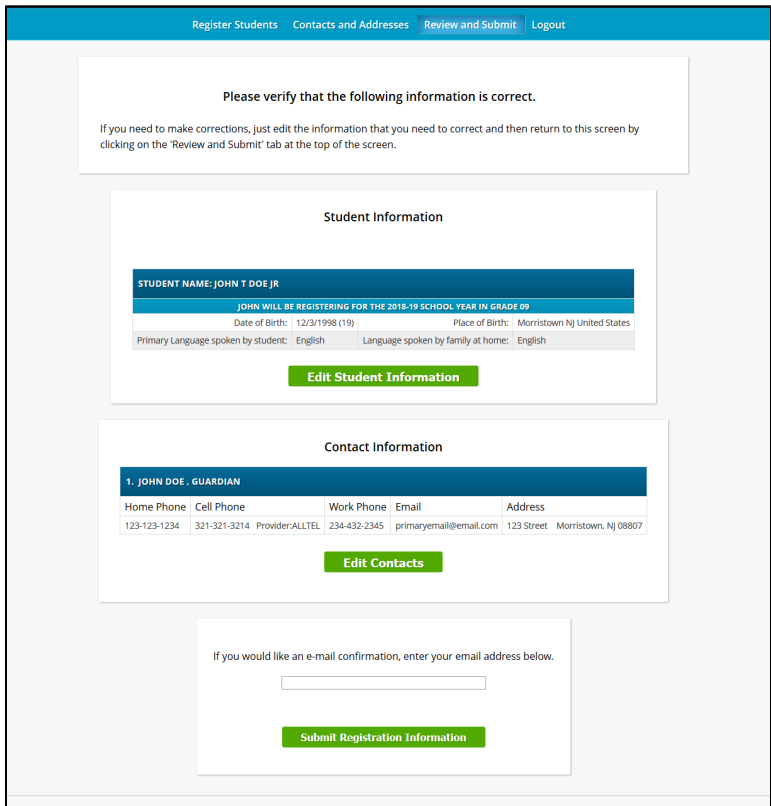 Register Students Contacts and Addresses Review and Submit Logout
Please verify that the following information is correct.
If you need to make corrections, just edit the information that you need to correct and then return to this screen by
clicking on the 'Review and Submit' tab at the top of the screen.
Student Information
STUDENT NAME: JOHN T DOE JR
JOHN WILL BE REGISTERING FOR THE 2018-19 SCHOOL YEAR IN GRADE 09
Date of Birth: 12/3/1998 (19) Place of Birth: Morristown NJ United States
Primary Language spoken by student: English Language spoken by family at home: English
Edit Student Information
Contact Information
1. JOHN DOE , GUARDIAN
Home Phone Cell Phone Work Phone Email Address
123-123-1234 321-321-3214 Provider:ALLTEL 234-432-2345 primaryemail@email.com 123 Street Morristown, NJ 08807
Edit Contacts
If you would like an e-mail confirmation, enter your email address below.
Submit Registration Information